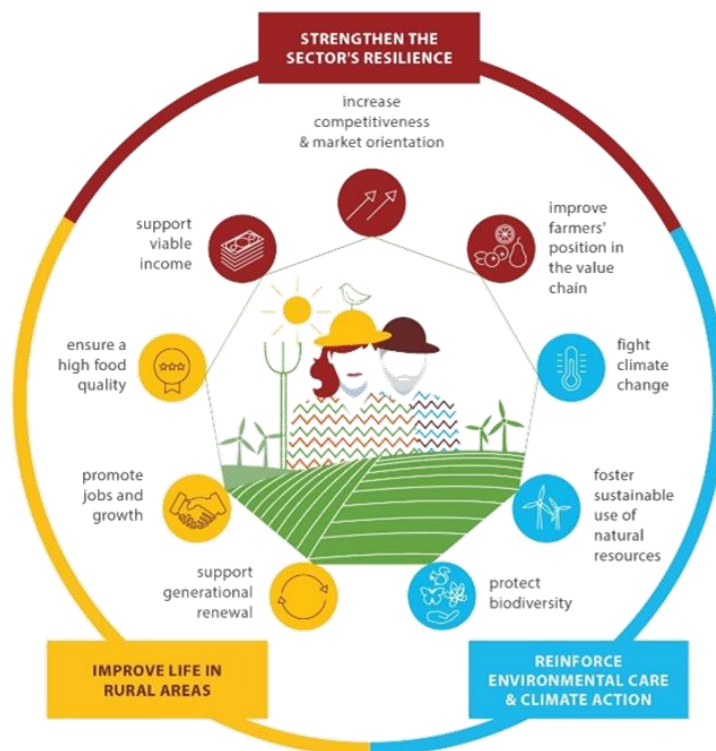 STRENGTHEN THE
SECTOR'S RESILIENCE
increase
competitiveness
& market orientation
support
viable
income
improve
farmers'
position in
the value
chain
ensure a
high food
quality
fight
climate
change
promote
jobs and
growth
foster
sustainable
use of
natural
resources
support
generational
renewal
protect
biodiversity
IMPROVE LIFE IN
RURAL AREAS
REINFORCE
ENVIRONMENTAL CARE
& CLIMATE ACTION